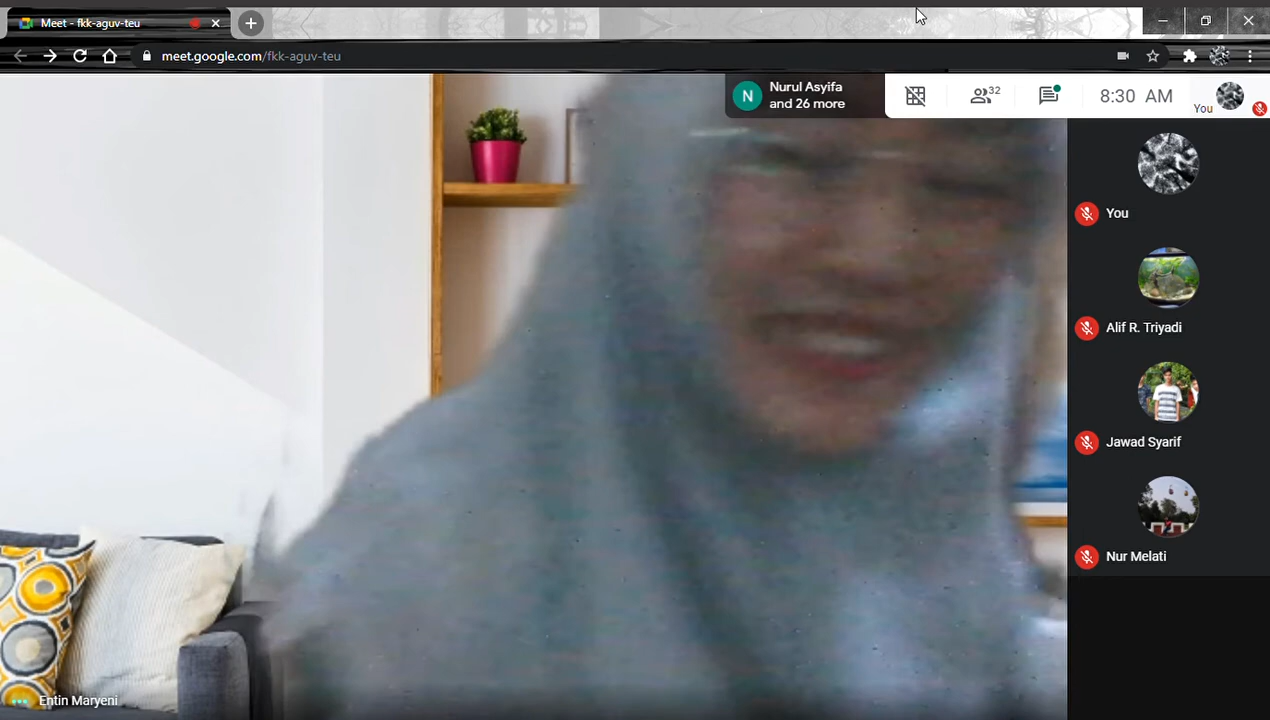 Meet - fkk-aguv-teu
meet.google.com/fkk-aguv-teu
N
Nurul Asyifa
and 26 more
32
8:30 AM
You
You
Alif R. Triyadi
Jawad Syarif
Nur Melati
Entin Maryeni